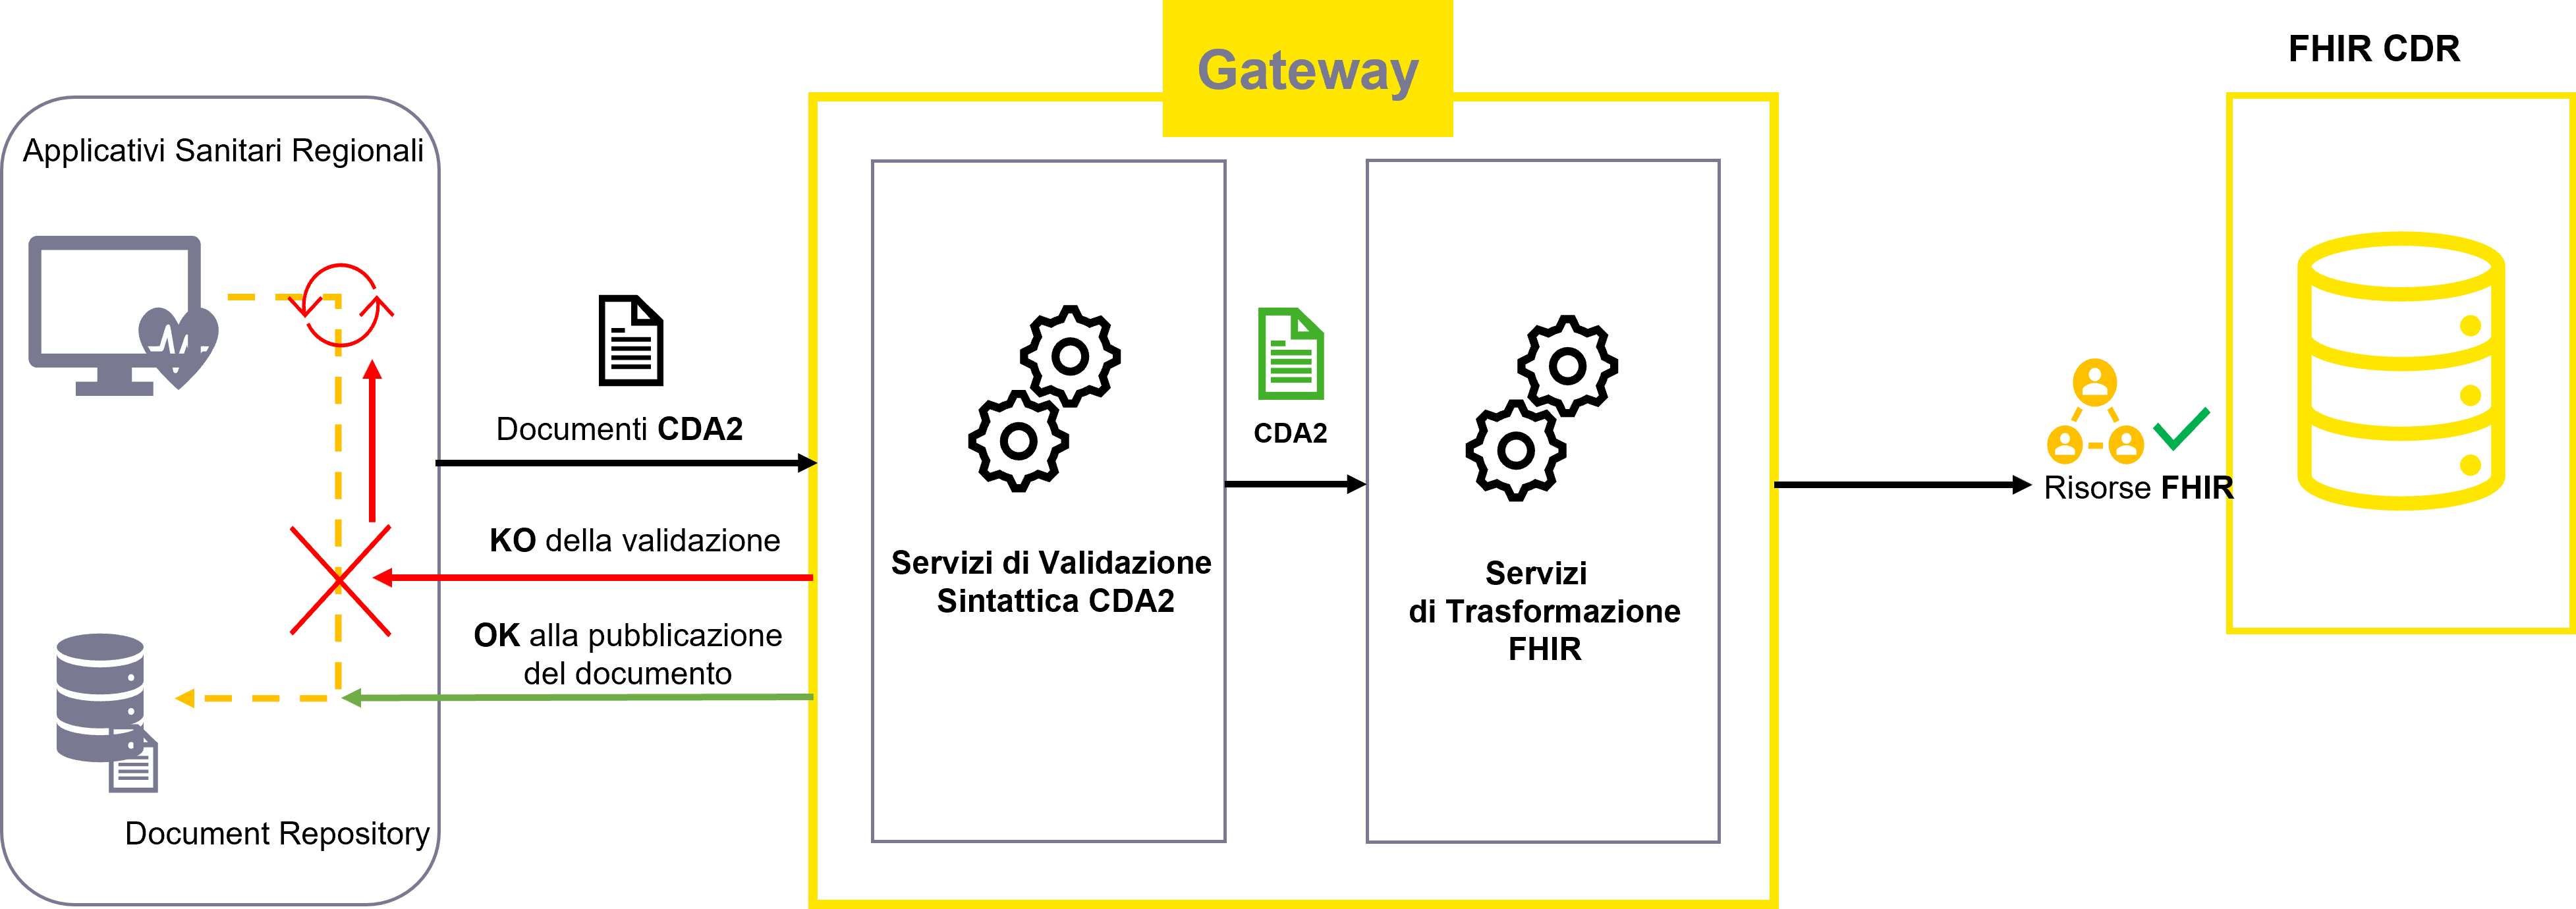 Gateway
FHIR CDR
Applicativi Sanitari Regionali
Documenti CDA2
KO della validazione
OK alla pubblicazione
del documento
Document Repository
Servizi di Validazione
Sintattica CDA2
CDA2
Servizi
di Trasformazione
FHIR
Risorse FHIR